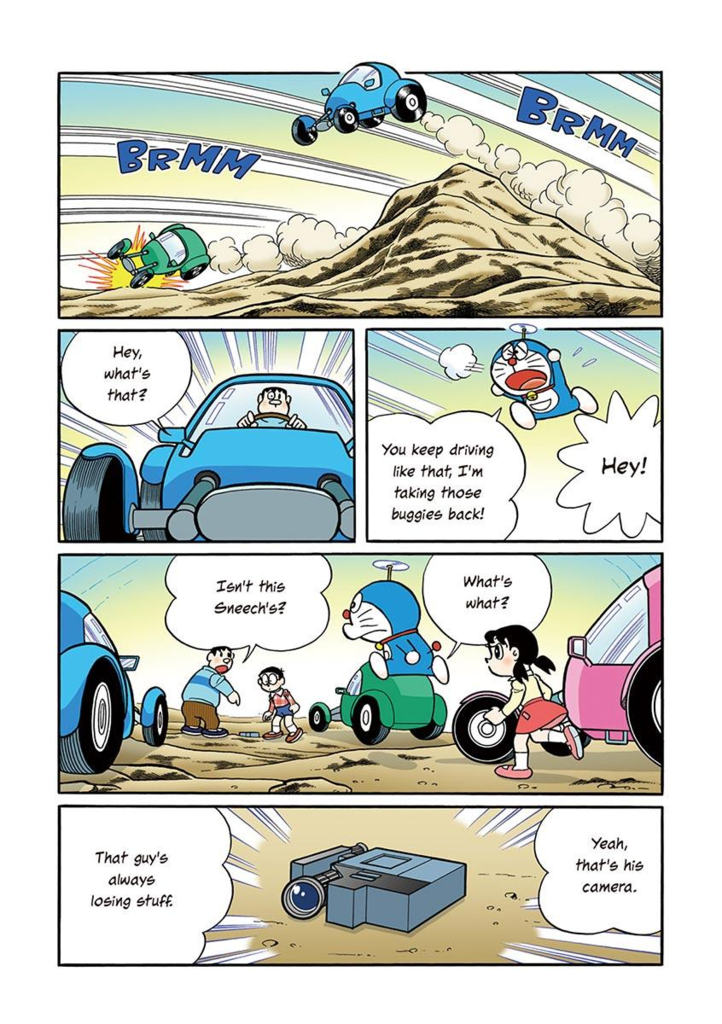 BRMM
BRMM
Hey,
what's
that?
You keep driving
like that, I'm
taking those
buggies back!
Hey!
Isn't this
Sneech's?
What's
what?
That guy's
always
losing stuff.
Yeah,
that's his
camera.